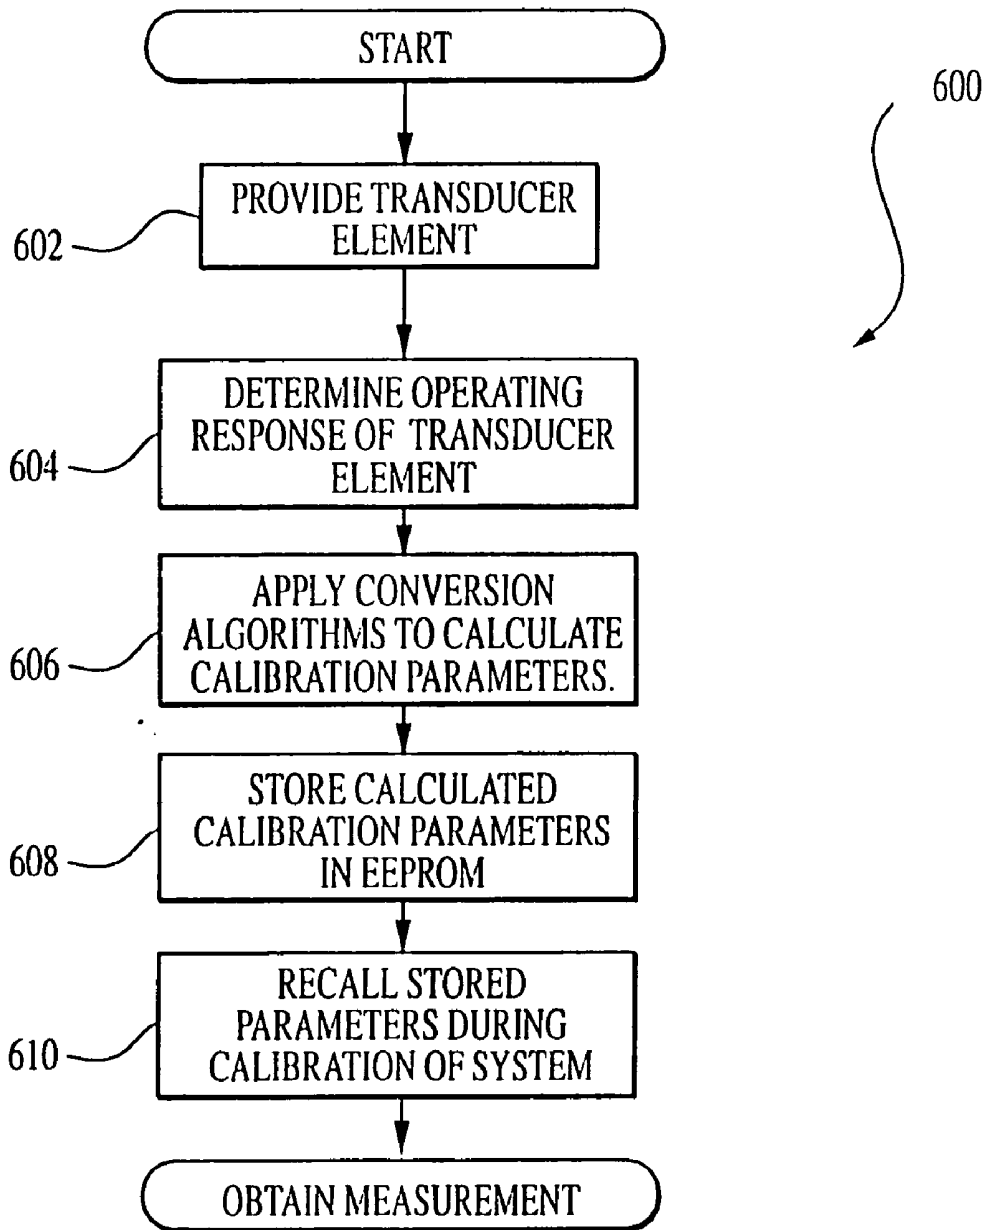 START
600
PROVIDE TRANSDUCER
ELEMENT
602
DETERMINE OPERATING
RESPONSE OF TRANSDUCER
ELEMENT
604
APPLY CONVERSION
ALGORITHMS TO CALCULATE
CALIBRATION PARAMETERS.
606
STORE CALCULATED
CALIBRATION PARAMETERS
IN EEPROM
608
RECALL STORED
PARAMETERS DURING
CALIBRATION OF SYSTEM
610
OBTAIN MEASUREMENT